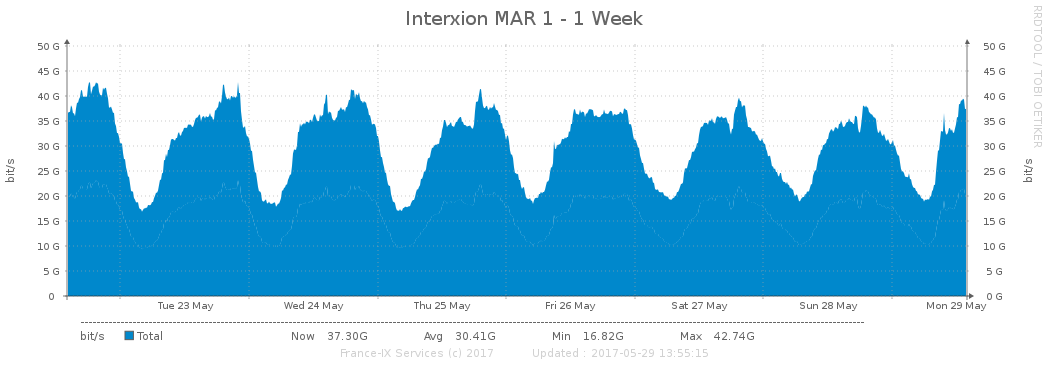 Interxion MAR 1 - 1 Week
RRDTOOL / TOBI OETIKER
bit/s
50 G 50 G
45 G 45 G
40 G 40 G
35 G 35 G
30 G 30 G
25 G 25 G
20 G 20 G
15 G 15 G
10 G 10 G
5 G 5 G
0 0 G
bit/s
Tue 23 May Wed 24 May Thu 25 May Fri 26 May Sat 27 May Sun 28 May Mon 29 May
bit/s Total Now 37.30G Avg 30.41G Min 16.82G Max 42.74G
France-IX Services (c) 2017 Updated : 2017-05-29 13:55:15